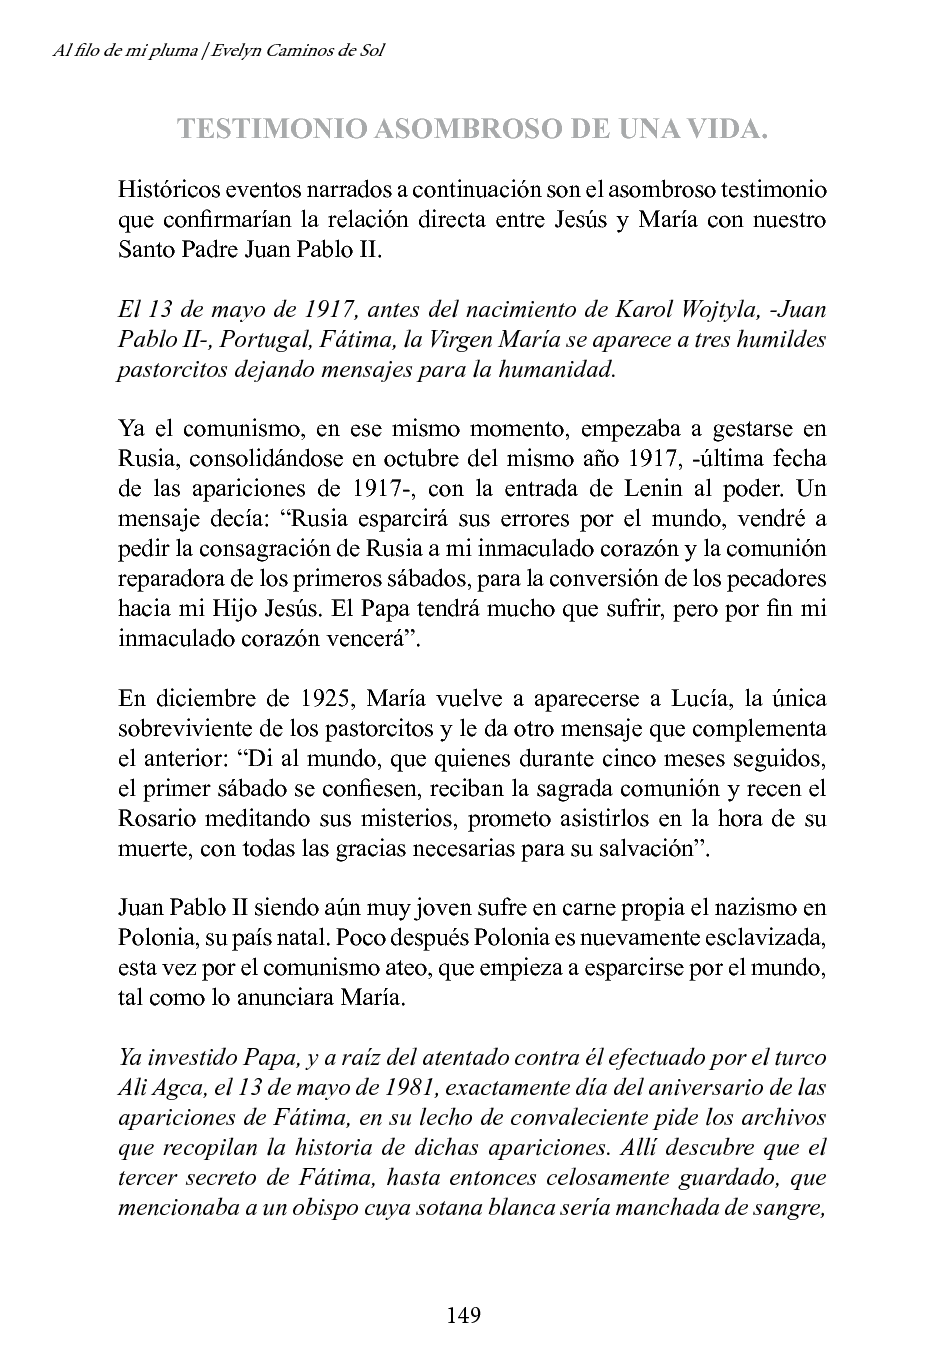 Al filo de mi pluma | Evelyn Caminos de Sol
TESTIMONIO ASOMBROSO DE UNA VIDA.
Históricos eventos narrados a continuación son el asombroso testimonio
que confirmarían la relación directa entre Jesús y María con nuestro
Santo Padre Juan Pablo II.
El 13 de mayo de 1917, antes del nacimiento de Karol Wojtyla, -Juan
Pablo II-, Portugal, Fátima, la Virgen María se aparece a tres humildes
pastorcitos dejando mensajes para la humanidad.
Ya el comunismo, en ese mismo momento, empezaba a gestarse en
Rusia, consolidándose en octubre del mismo año 1917, -última fecha
de las apariciones de 1917-, con la entrada de Lenin al poder. Un
mensaje decía: “Rusia esparcirá sus errores por el mundo, vendré a
pedir la consagración de Rusia a mi inmaculado corazón y la comunión
reparadora de los primeros sábados, para la conversión de los pecadores
hacia mi Hijo Jesús. El Papa tendrá mucho que sufrir, pero por fin mi
inmaculado corazón vencerá”.
En diciembre de 1925, María vuelve a aparecerse a Lucía, la única
sobreviviente de los pastorcitos y le da otro mensaje que complementa
el anterior: “Di al mundo, que quienes durante cinco meses seguidos,
el primer sábado se confiesen, reciban la sagrada comunión y recen el
Rosario meditando sus misterios, prometo asistirlos en la hora de su
muerte, con todas las gracias necesarias para su salvación”.
Juan Pablo II siendo aún muy joven sufre en carne propia el nazismo en
Polonia, su país natal. Poco después Polonia es nuevamente esclavizada,
esta vez por el comunismo ateo, que empieza a esparcirse por el mundo,
tal como lo anunciara María.
Ya investido Papa, y a raíz del atentado contra él efectuado por el turco
Ali Agca, el 13 de mayo de 1981, exactamente día del aniversario de las
apariciones de Fátima, en su lecho de convaleciente pide los archivos
que recopilan la historia de dichas apariciones. Allí descubre que el
tercer secreto de Fátima, hasta entonces celosamente guardado, que
mencionaba a un obispo cuya sotana blanca sería manchada de sangre,
149